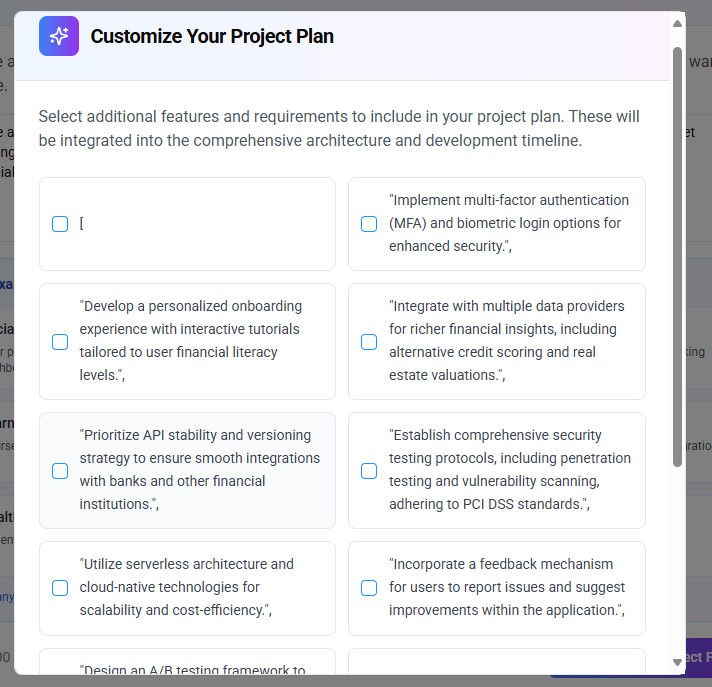 Customize Your Project Plan
Select additional features and requirements to include in your project plan. These will
be integrated into the comprehensive architecture and development timeline.
[
"Implement multi-factor authentication
(MFA) and biometric login options for
enhanced security.",
"Develop a personalized onboarding
experience with interactive tutorials
tailored to user financial literacy
levels.",
"Integrate with multiple data providers
for richer financial insights, including
alternative credit scoring and real
estate valuations.",
"Prioritize API stability and versioning
strategy to ensure smooth integrations
with banks and other financial
institutions.",
"Establish comprehensive security
testing protocols, including penetration
testing and vulnerability scanning,
adhering to PCI DSS standards.",
"Utilize serverless architecture and
cloud-native technologies for
scalability and cost-efficiency.",
"Incorporate a feedback mechanism
for users to report issues and suggest
improvements within the application.",
"Design an A/B testing framework to